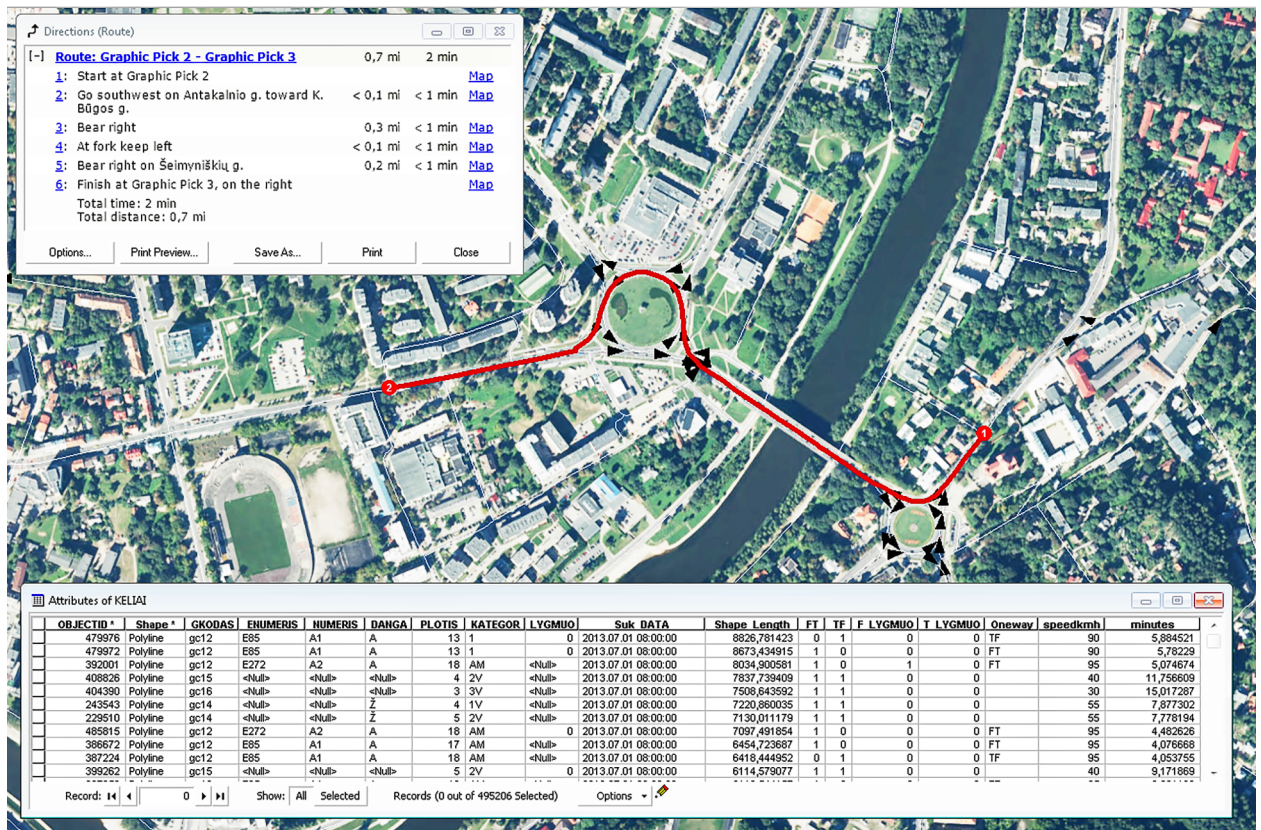 Directions (Route)
[-] Route: Graphic Pick 2 - Graphic Pick 3 0,7 mi 2 min
1: Start at Graphic Pick 2 Map
2: Go southwest on Antakalnio g. toward K. Būgos g. < 0,1 mi < 1 min Map
3: Bear right 0,3 mi < 1 min Map
4: At fork keep left < 0,1 mi < 1 min Map
5: Bear right on Šeimyniškių g. 0,2 mi < 1 min Map
6: Finish at Graphic Pick 3, on the right Map
Total time: 2 min
Total distance: 0,7 mi
Options... Print Preview... Save As... Print Close
2
1
Attributes of KELIAI
OBJECTID * Shape * GKODAS ENUMERIS NUMERIS DANGA PLOTIS KATEGOR LYGMUO Suk_DATA Shape_Length FT TF F_LYGMUO T_LYGMUO Oneway speedkmh minutes
479976 Polyline gc12 E85 A1 A 13 1 0 2013.07.01 08:00:00 8826,781423 0 1 0 0 TF 90 5,884521
479972 Polyline gc12 E85 A1 A 13 1 0 2013.07.01 08:00:00 8673,434915 1 0 0 0 FT 90 5,78229
392001 Polyline gc12 E272 A2 A 18 AM <Null> 2013.07.01 08:00:00 8034,900581 1 0 1 0 FT 95 5,074674
408826 Polyline gc15 <Null> <Null> <Null> 4 2V <Null> 2013.07.01 08:00:00 7837,739409 1 1 0 0 40 11,756609
404390 Polyline gc16 <Null> <Null> <Null> 3 3V <Null> 2013.07.01 08:00:00 7508,643592 1 1 0 0 30 15,017287
243543 Polyline gc14 <Null> <Null> Ž 4 1V <Null> 2013.07.01 08:00:00 7220,860035 1 1 0 0 55 7,877302
229510 Polyline gc14 <Null> <Null> Ž 5 2V <Null> 2013.07.01 08:00:00 7130,011179 1 1 0 0 55 7,778194
485815 Polyline gc12 E272 A2 A 18 AM 0 2013.07.01 08:00:00 7097,491854 1 0 0 0 FT 95 4,482626
386672 Polyline gc12 E85 A1 A 17 AM <Null> 2013.07.01 08:00:00 6454,723687 1 0 0 0 FT 95 4,076668
387224 Polyline gc12 E85 A1 A 18 AM <Null> 2013.07.01 08:00:00 6418,444952 0 1 0 0 TF 95 4,053755
399262 Polyline gc15 <Null> <Null> <Null> 5 2V 0 2013.07.01 08:00:00 6114,579077 1 1 0 0 40 9,171869
Record: 0 Show: All Selected Records (0 out of 495206 Selected) Options